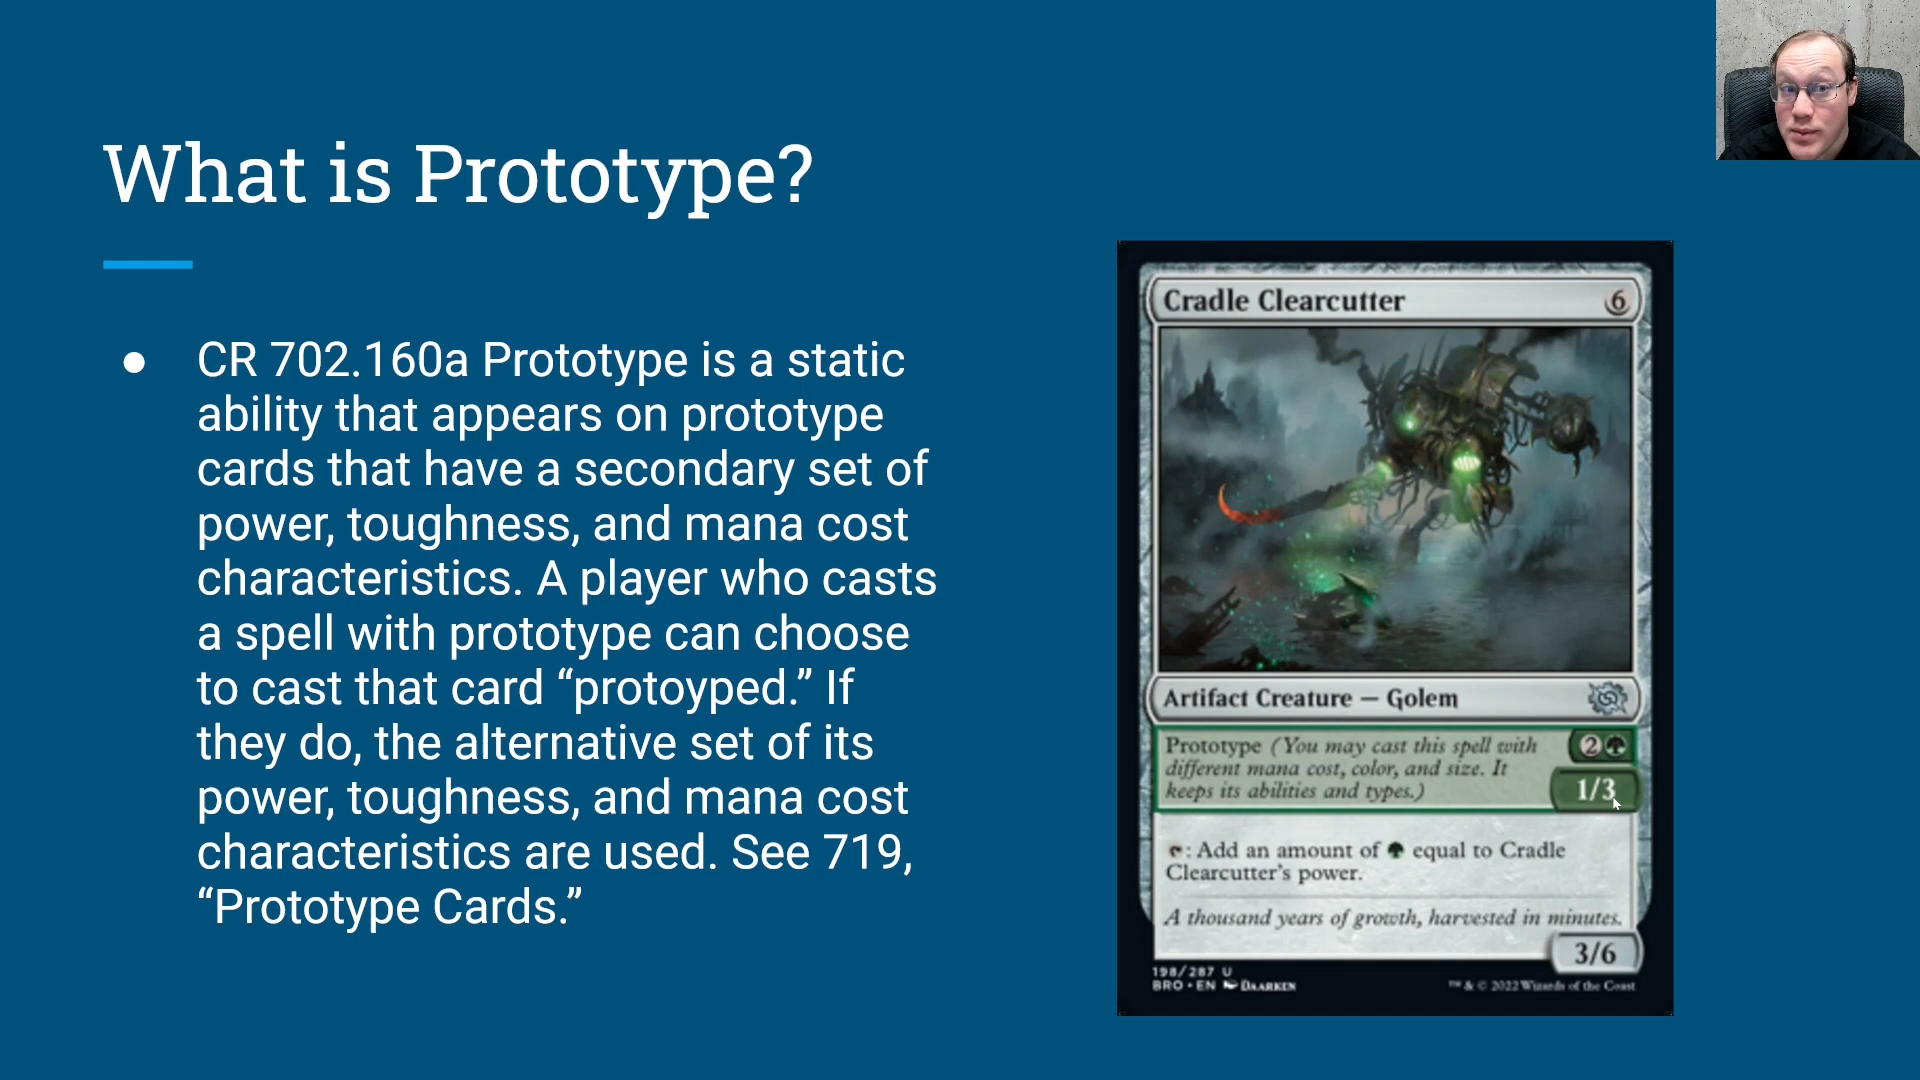 What is Prototype?
● CR 702.160a Prototype is a static
ability that appears on prototype
cards that have a secondary set of
power, toughness, and mana cost
characteristics. A player who casts
a spell with prototype can choose
to cast that card “protoyped.” If
they do, the alternative set of its
power, toughness, and mana cost
characteristics are used. See 719,
“Prototype Cards.”
Cradle Clearcutter 6
Artifact Creature — Golem
Prototype (You may cast this spell with 2
different mana cost, color, and size. It
keeps its abilities and types.) 1/3
: Add an amount of equal to Cradle
Clearcutter's power.
A thousand years of growth, harvested in minutes.
3/6
198/287 U
BRO • EN DAARKEN
™ & © 2022 Wizards of the Coast